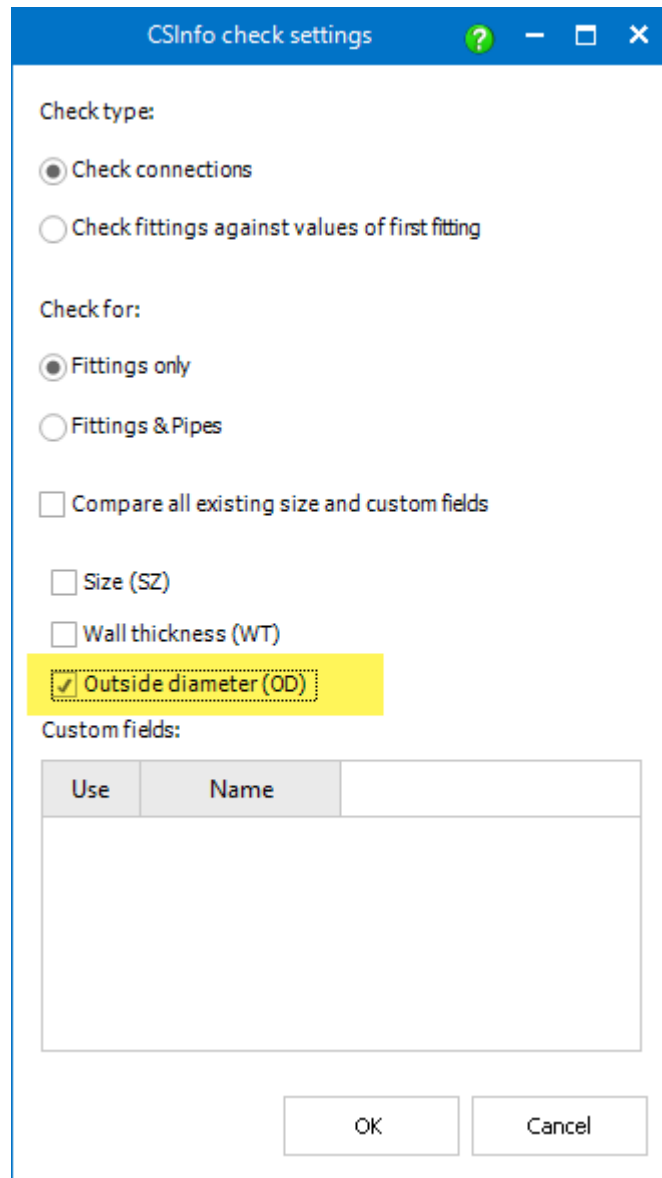 CSInfo check settings
Check type:
Check connections
Check fittings against values of first fitting
Check for:
Fittings only
Fittings & Pipes
Compare all existing size and custom fields
Size (SZ)
Wall thickness (WT)
Outside diameter (OD)
Custom fields:
Use Name
OK Cancel